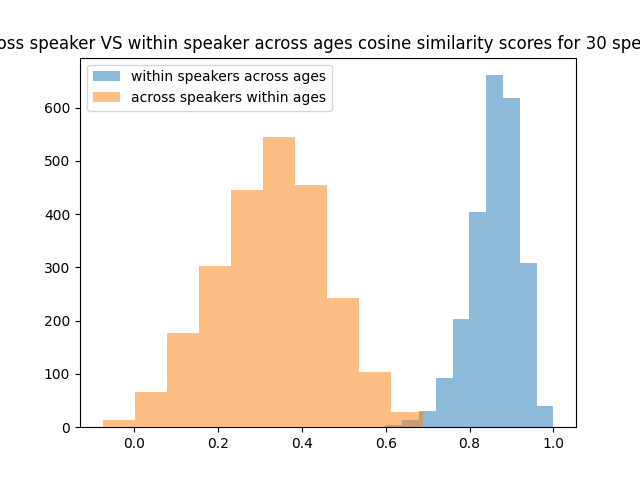 oss speaker VS within speaker across ages cosine similarity scores for 30 spe
within speakers across ages
across speakers within ages
600
500
400
300
200
100
0
0.0 0.2 0.4 0.6 0.8 1.0